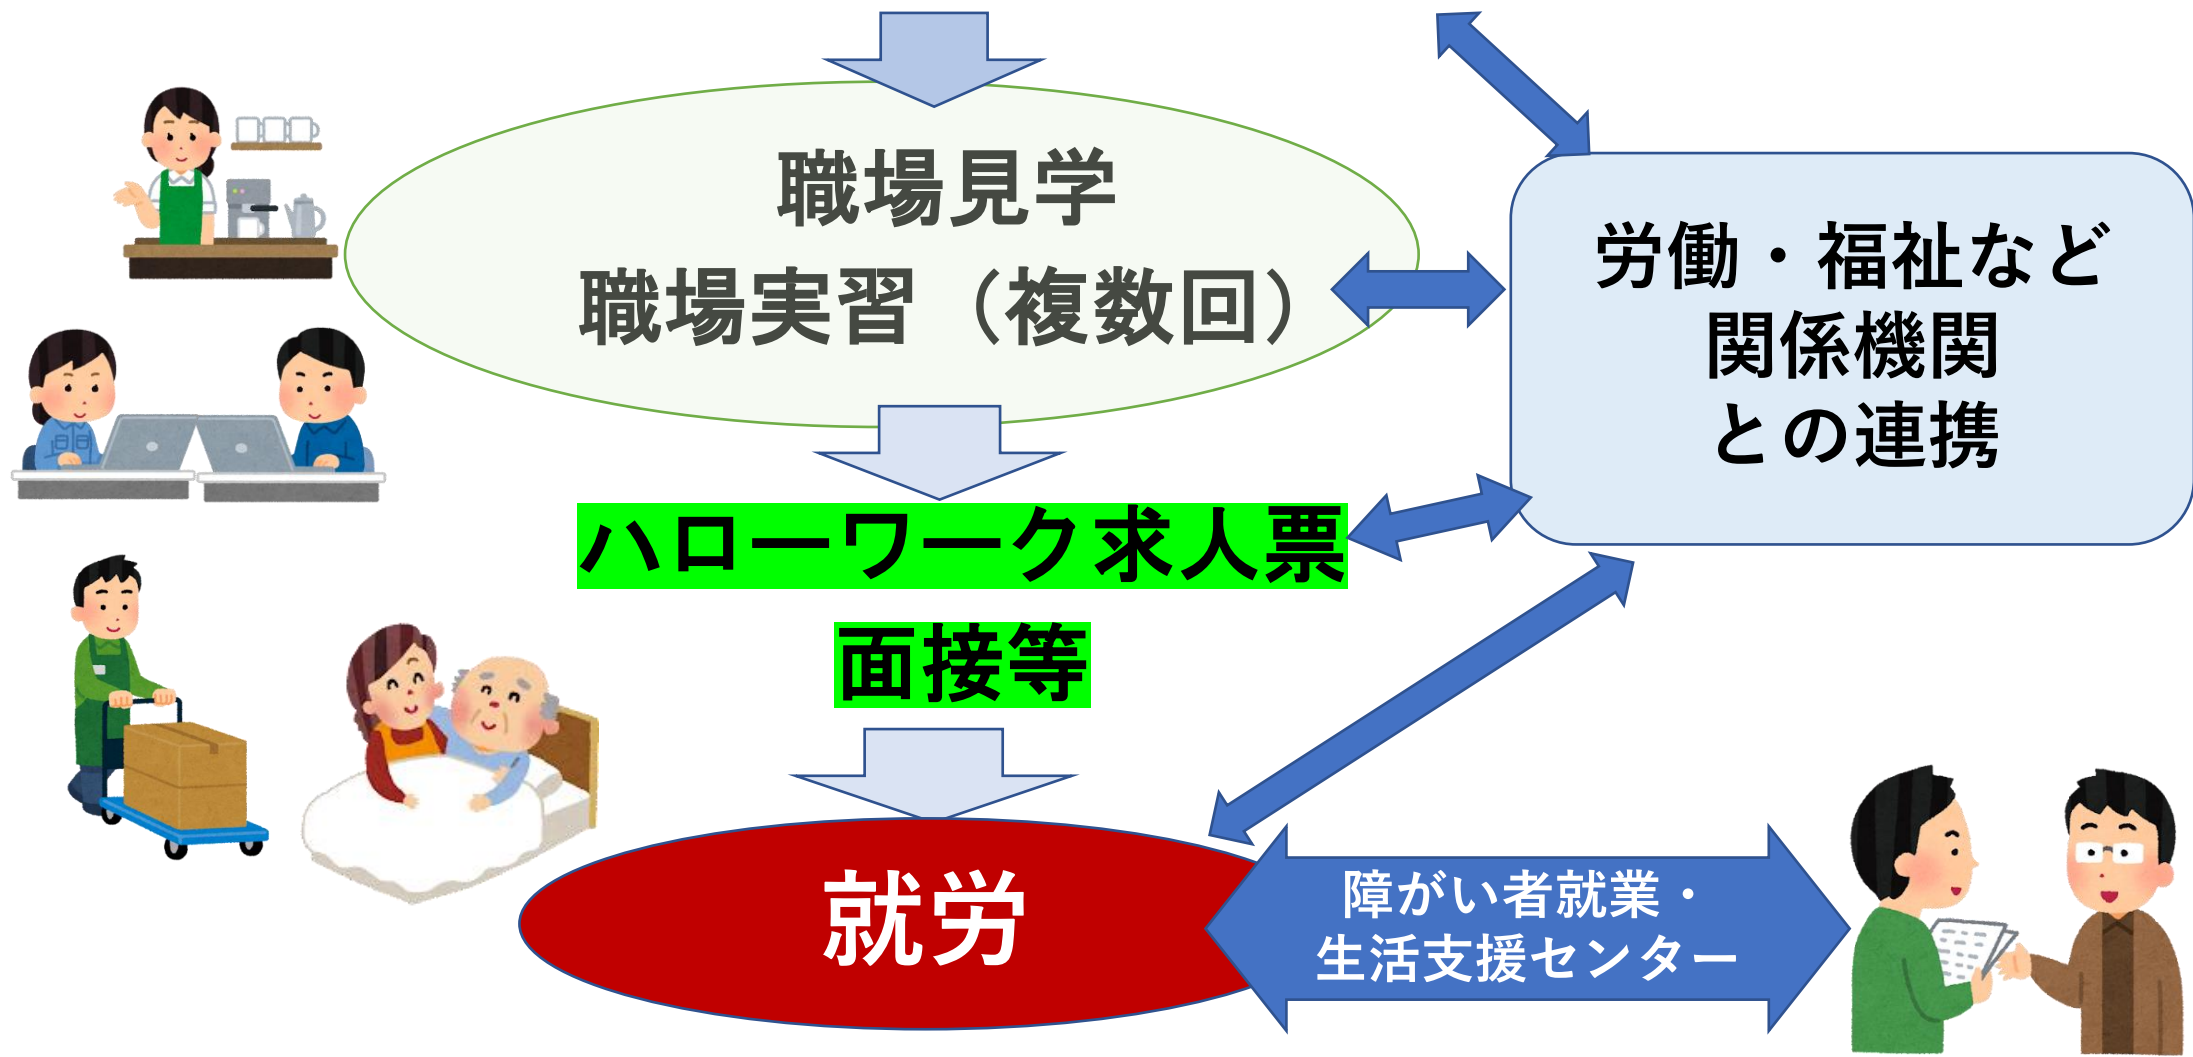 職場見学
職場実習（複数回）
労働・福祉など
関係機関
との連携
ハローワーク求人票
面接等
就労
障がい者就業・
生活支援センター